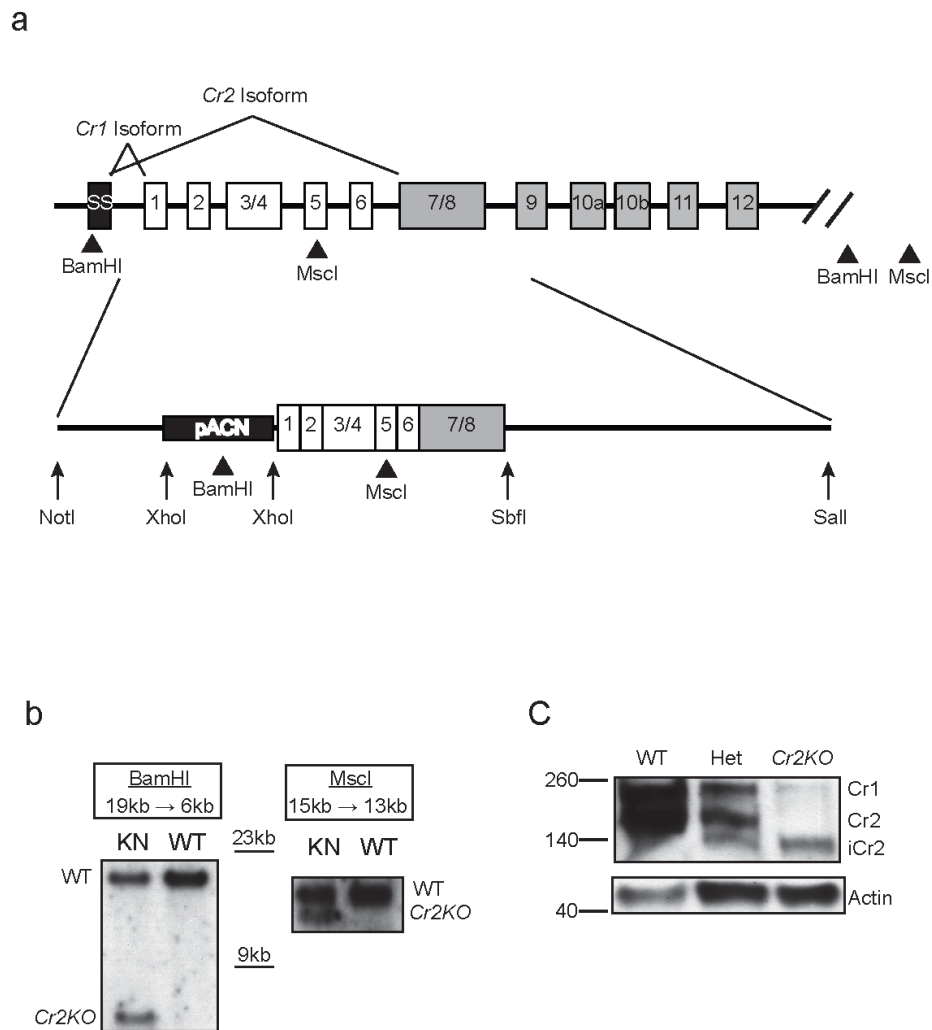 a
Cr2 Isoform
Cr1 Isoform
SS 1 2 3/4 5 6 7/8 9 10a 10b 11 12
BamHI MscI BamHI MscI
pACN 1 2 3/4 5 6 7/8
BamHI MscI
NotI XhoI XhoI SbfI SalI
b
BamHI
19kb → 6kb
MscI
15kb → 13kb
KN WT 23kb KN WT
WT
WT
Cr2KO
9kb
Cr2KO
C
WT Het Cr2KO
260 Cr1
Cr2
140 iCr2
Actin
40